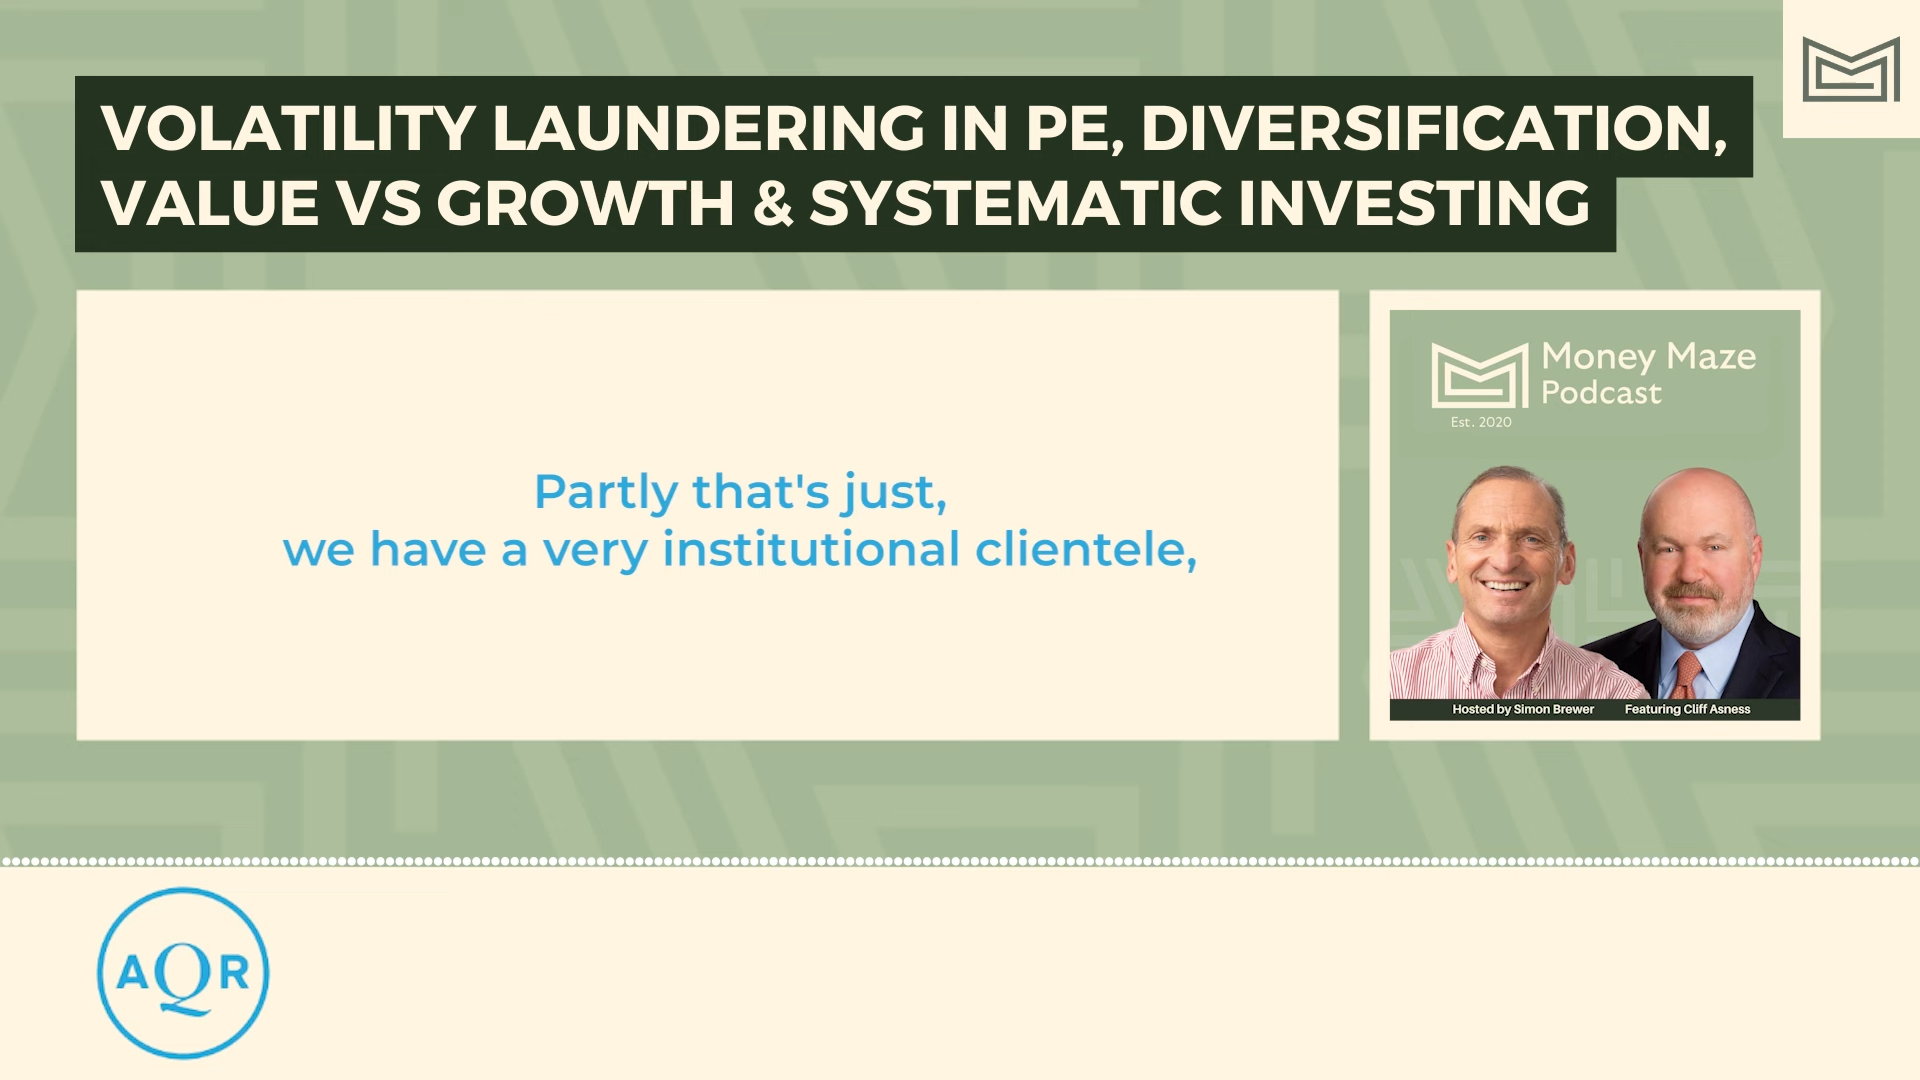 VOLATILITY LAUNDERING IN PE, DIVERSIFICATION,
VALUE VS GROWTH & SYSTEMATIC INVESTING
Partly that's just,
we have a very institutional clientele,
Money Maze
Podcast
Est. 2020
Hosted by Simon Brewer
Featuring Cliff Asness
AQR